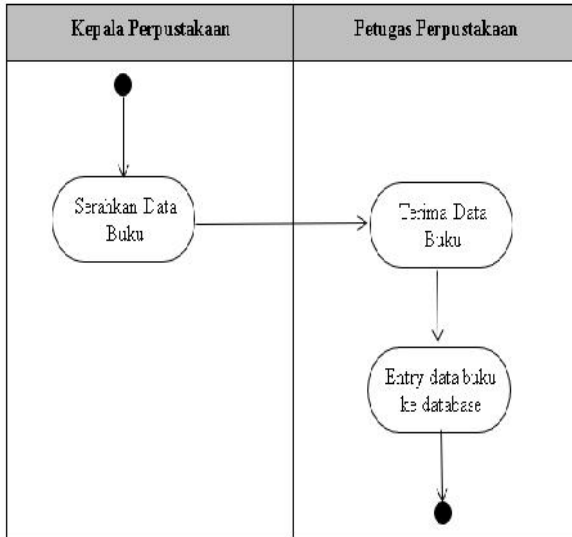 Kepala Perpustakaan
Petugas Perpustakaan
Serahkan Data
Buku
Terima Data
Buku
Entry data buku
ke database